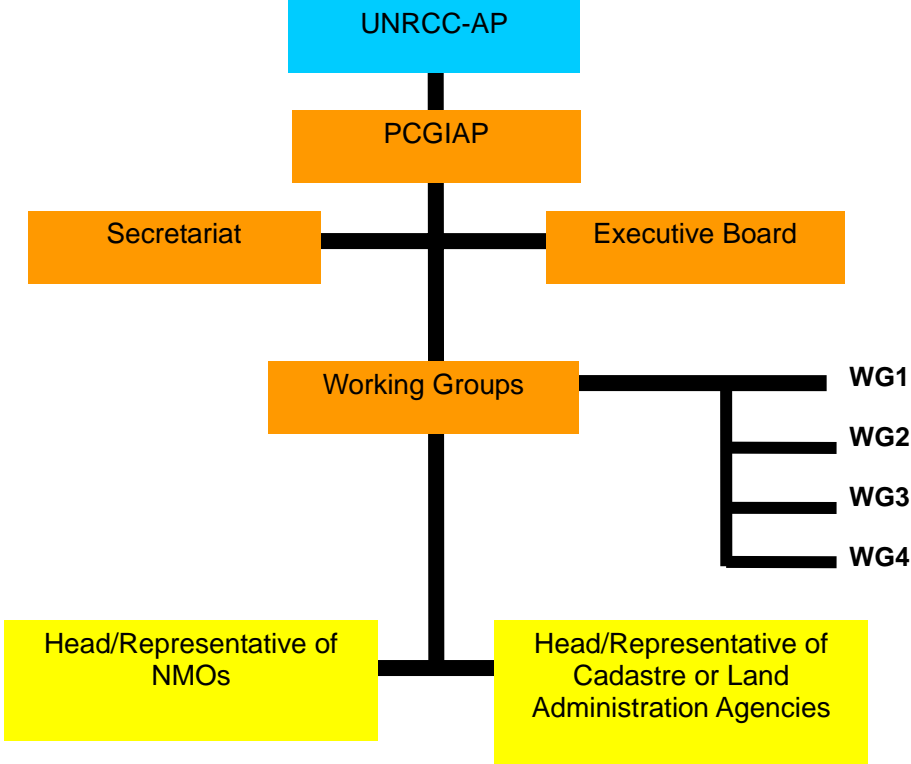 UNRCC-AP
PCGIAP
Secretariat
Executive Board
Working Groups
WG1
WG2
WG3
WG4
Head/Representative of
NMOs
Head/Representative of
Cadastre or Land
Administration Agencies